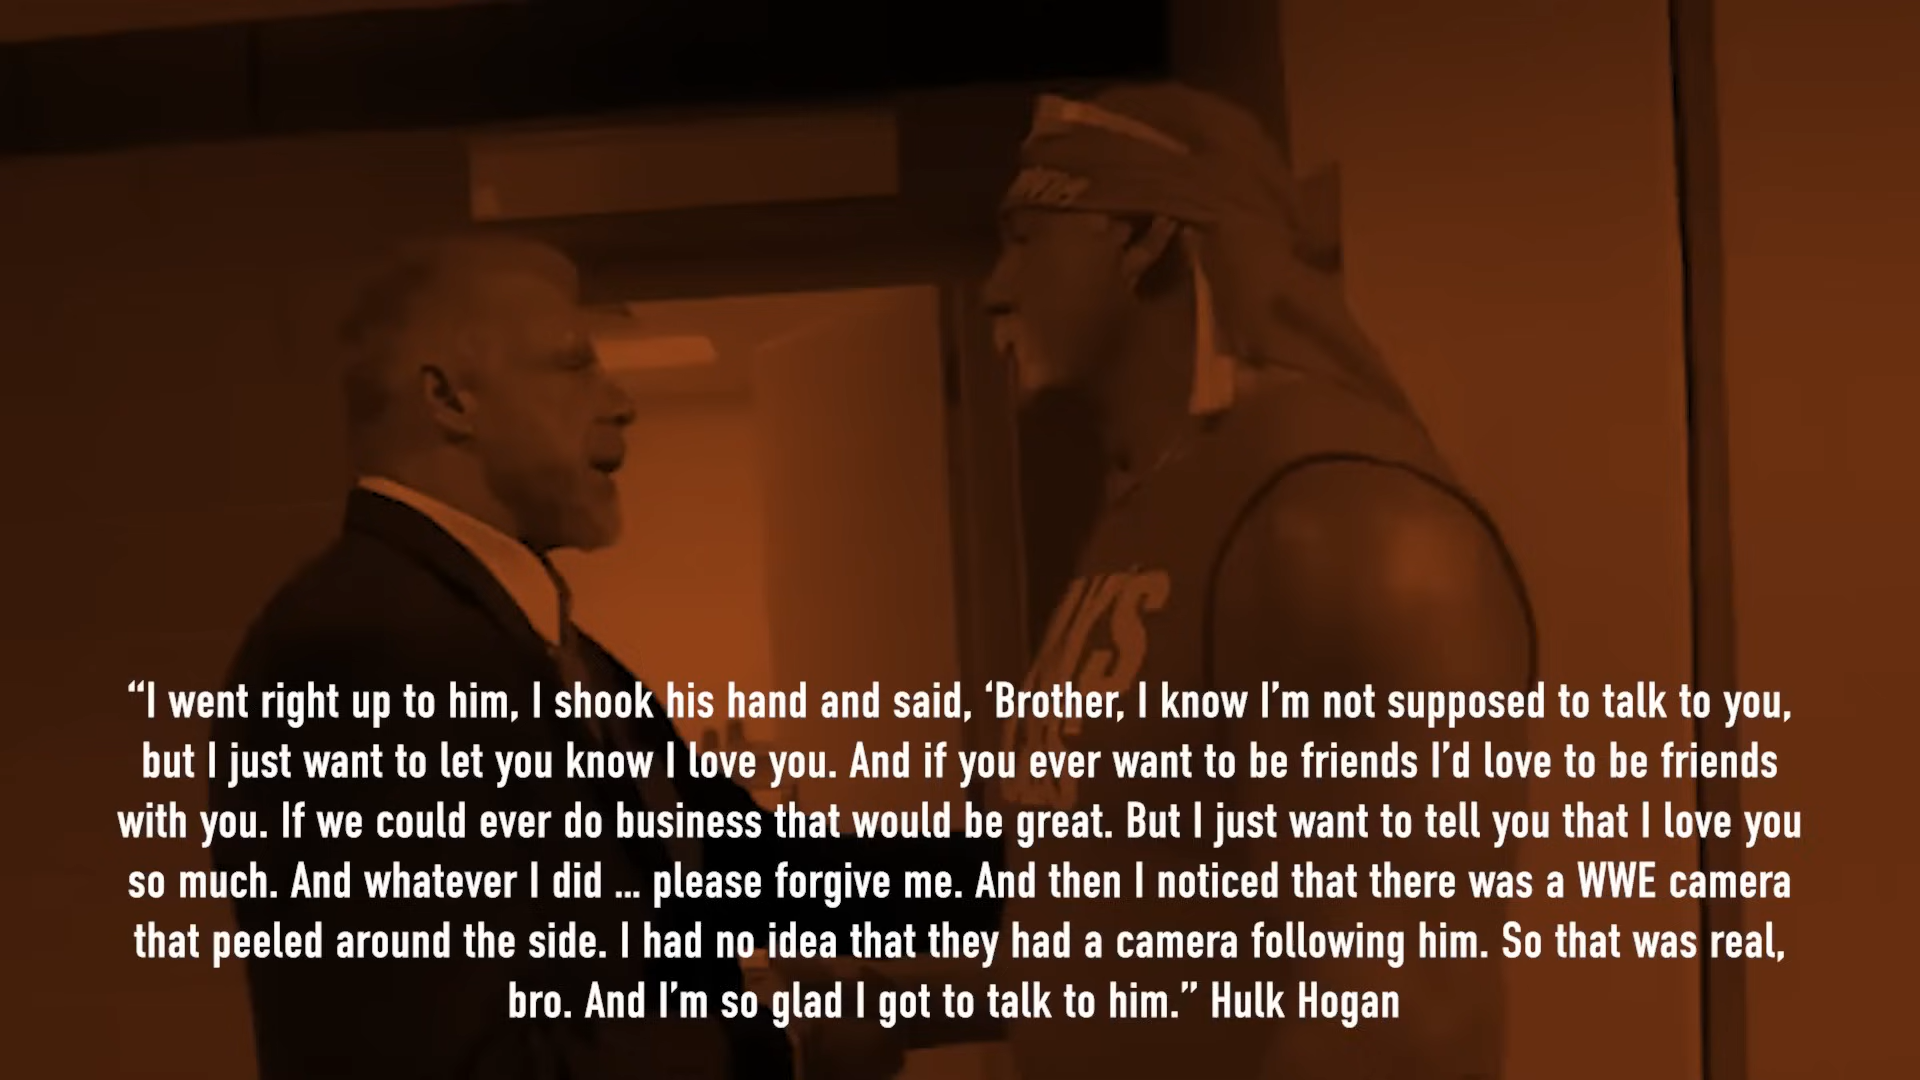 “I went right up to him, I shook his hand and said, ‘Brother, I know I’m not supposed to talk to you,
but I just want to let you know I love you. And if you ever want to be friends I’d love to be friends
with you. If we could ever do business that would be great. But I just want to tell you that I love you
so much. And whatever I did ... please forgive me. And then I noticed that there was a WWE camera
that peeled around the side. I had no idea that they had a camera following him. So that was real,
bro. And I’m so glad I got to talk to him.” Hulk Hogan